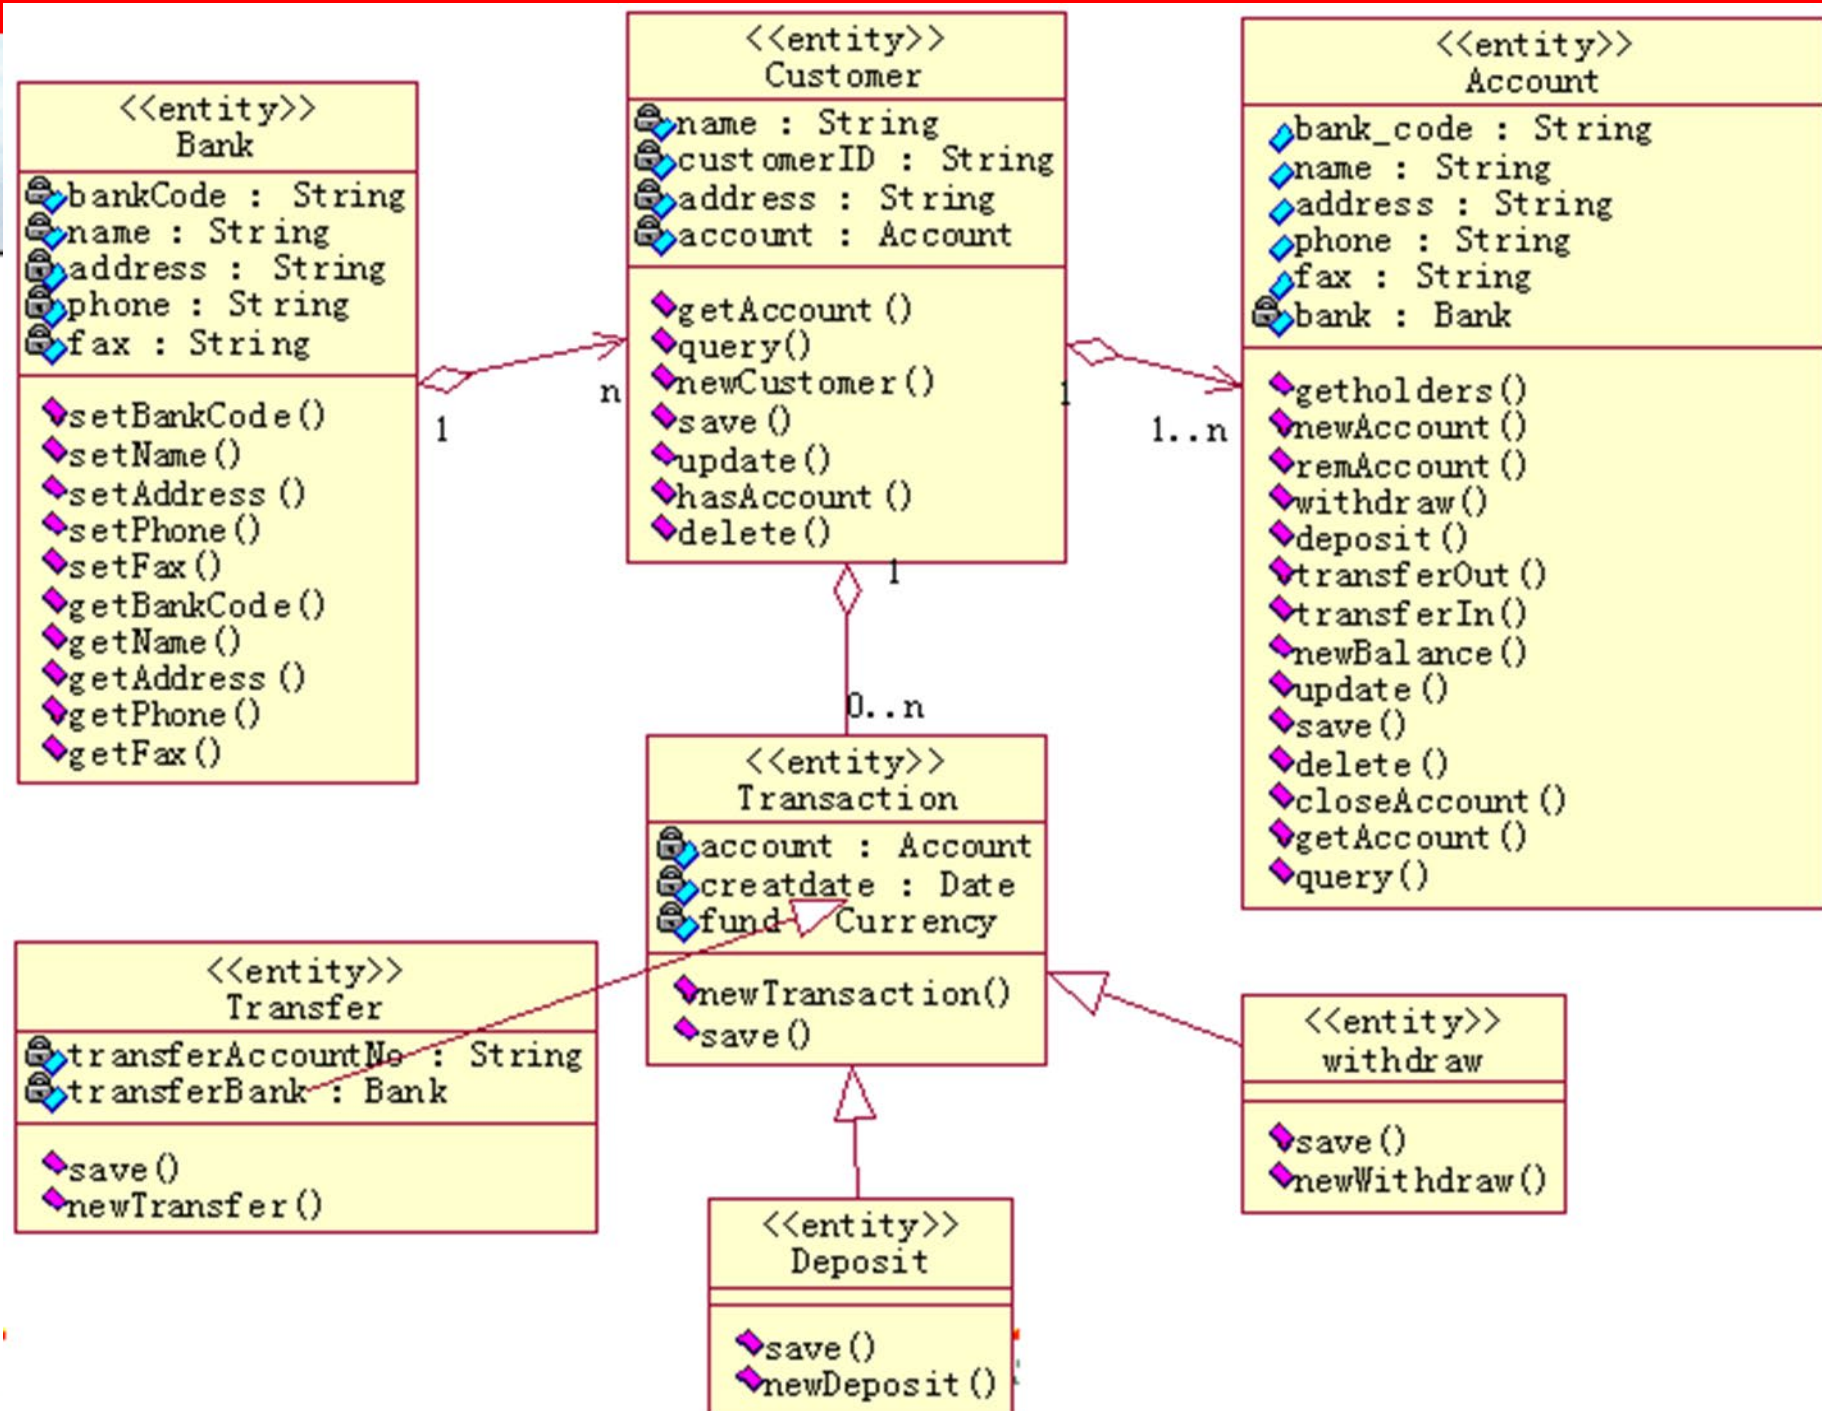 <<entity>>
Bank
bankCode : String
name : String
address : String
phone : String
fax : String
setBankCode()
setName()
setAddress()
setPhone()
setFax()
getBankCode()
getName()
getAddress()
getPhone()
getFax()
1
n
<<entity>>
Customer
name : String
customerID : String
address : String
account : Account
getAccount()
query()
newCustomer()
save()
update()
hasAccount()
delete()
1
1..n
<<entity>>
Account
bank_code : String
name : String
address : String
phone : String
fax : String
bank : Bank
getholders()
newAccount()
remAccount()
withdraw()
deposit()
transferOut()
transferIn()
newBalance()
update()
save()
delete()
closeAccount()
getAccount()
query()
1
0..n
<<entity>>
Transaction
account : Account
creatdate : Date
fund Currency
newTransaction()
save()
<<entity>>
Transfer
transferAccountNo : String
transferBank : Bank
save()
newTransfer()
<<entity>>
withdraw
save()
newWithdraw()
<<entity>>
Deposit
save()
newDeposit()